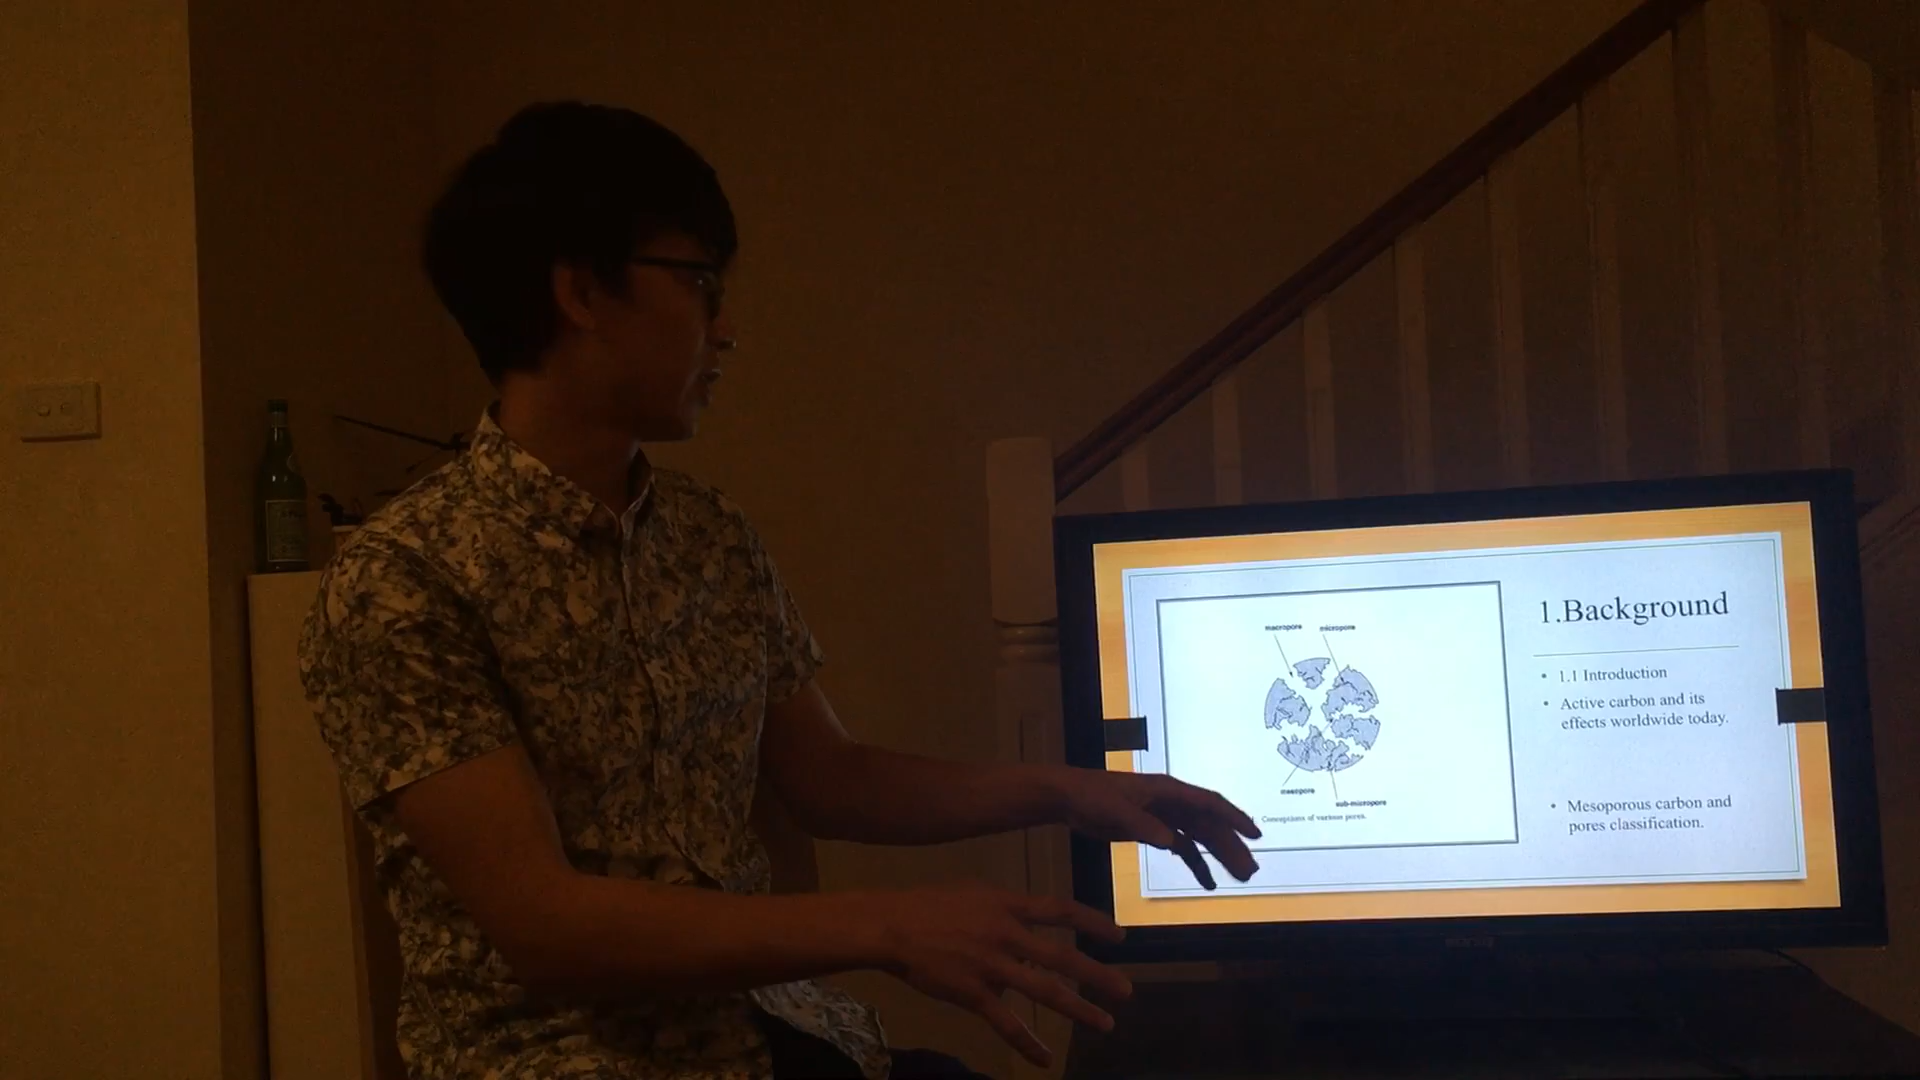 macropore micropore
mesopore
sub-micropore
Conceptions of various pores.
1.Background
• 1.1 Introduction
• Active carbon and its
effects worldwide today.
• Mesoporous carbon and
pores classification.